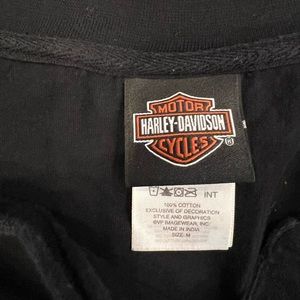 MOTOR
HARLEY-DAVIDSON
CYCLES
®
INT
100% COTTON
EXCLUSIVE OF DECORATION
STYLE AND GRAPHICS
©VF IMAGEWEAR, INC.
MADE IN INDIA
SIZE: M